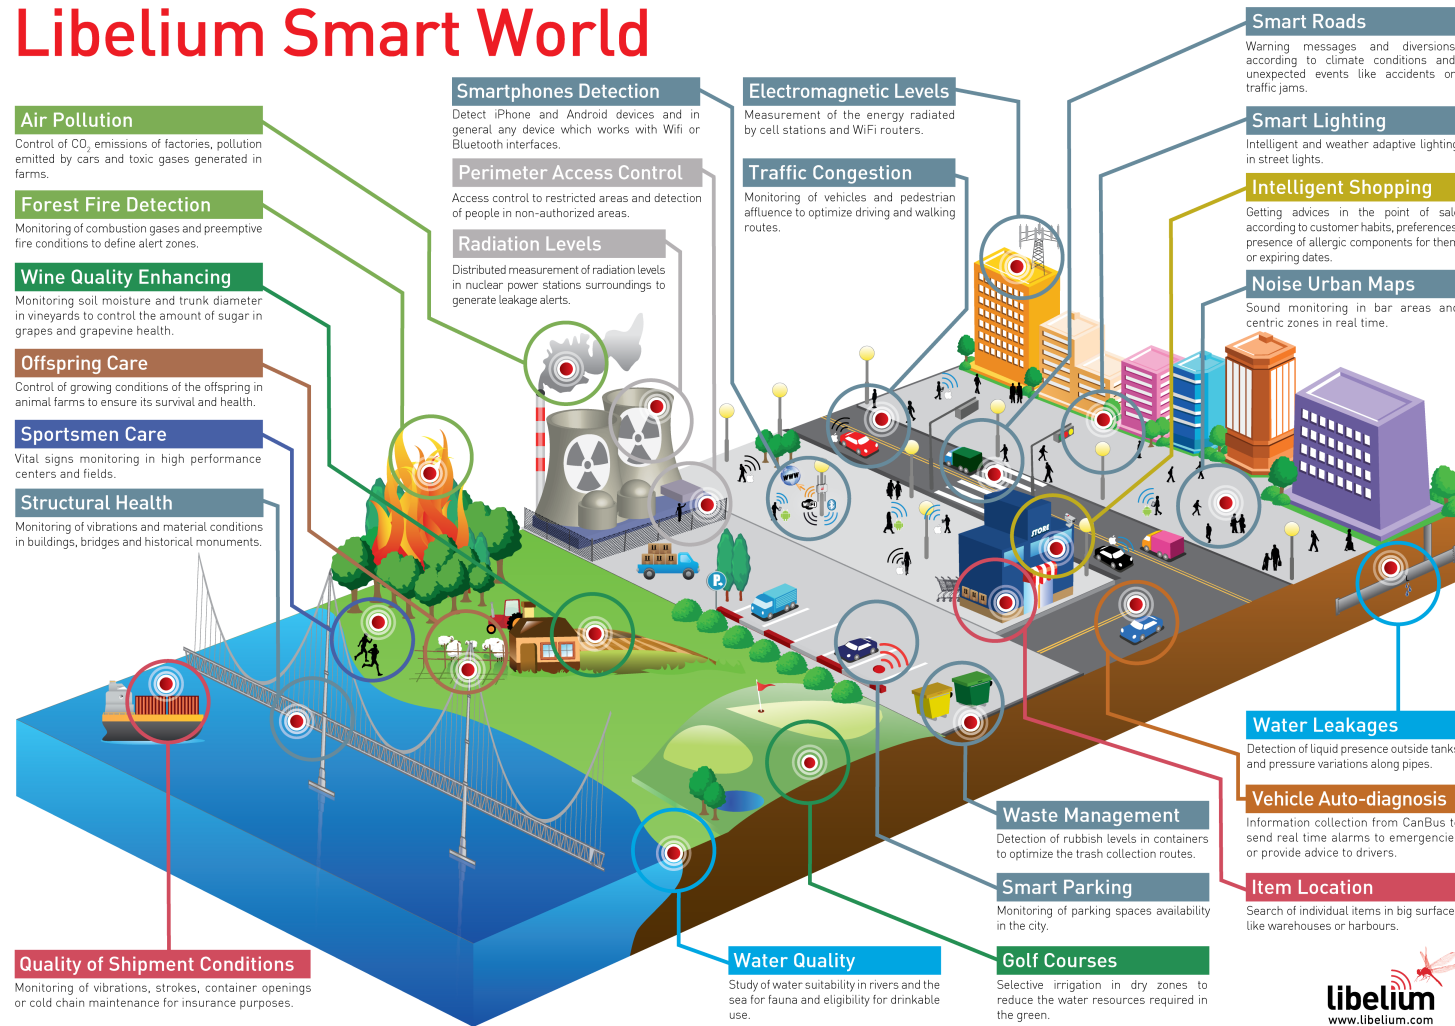 Libelium Smart World
Air Pollution
Control of CO2 emissions of factories, pollution
emitted by cars and toxic gases generated in
farms.
Forest Fire Detection
Monitoring of combustion gases and preemptive
fire conditions to define alert zones.
Wine Quality Enhancing
Monitoring soil moisture and trunk diameter
in vineyards to control the amount of sugar in
grapes and grapevine health.
Offspring Care
Control of growing conditions of the offspring in
animal farms to ensure its survival and health.
Sportsmen Care
Vital signs monitoring in high performance
centers and fields.
Structural Health
Monitoring of vibrations and material conditions
in buildings, bridges and historical monuments.
Quality of Shipment Conditions
Monitoring of vibrations, strokes, container openings
or cold chain maintenance for insurance purposes.
Smartphones Detection
Detect iPhone and Android devices and in
general any device which works with Wifi or
Bluetooth interfaces.
Perimeter Access Control
Access control to restricted areas and detection
of people in non-authorized areas.
Radiation Levels
Distributed measurement of radiation levels
in nuclear power stations surroundings to
generate leakage alerts.
Electromagnetic Levels
Measurement of the energy radiated
by cell stations and WiFi routers.
Traffic Congestion
Monitoring of vehicles and pedestrian
affluence to optimize driving and walking
routes.
Smart Roads
Warning messages and diversions
according to climate conditions and
unexpected events like accidents or
traffic jams.
Smart Lighting
Intelligent and weather adaptive lighting
in street lights.
Intelligent Shopping
Getting advices in the point of sal
according to customer habits, preferences
presence of allergic components for them
or expiring dates.
Noise Urban Maps
Sound monitoring in bar areas and
centric zones in real time.
www
STORE
P
Water Leakages
Detection of liquid presence outside tanks
and pressure variations along pipes.
Vehicle Auto-diagnosis
Information collection from CanBus t
send real time alarms to emergencie
or provide advice to drivers.
Item Location
Search of individual items in big surface
like warehouses or harbours.
Waste Management
Detection of rubbish levels in containers
to optimize the trash collection routes.
Smart Parking
Monitoring of parking spaces availability
in the city.
Golf Courses
Selective irrigation in dry zones to
reduce the water resources required in
the green.
Water Quality
Study of water suitability in rivers and the
sea for fauna and eligibility for drinkable
use.
libelium
www.libelium.com